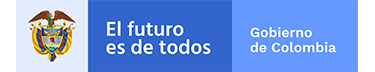 El futuro
es de todos
Gobierno
de Colombia